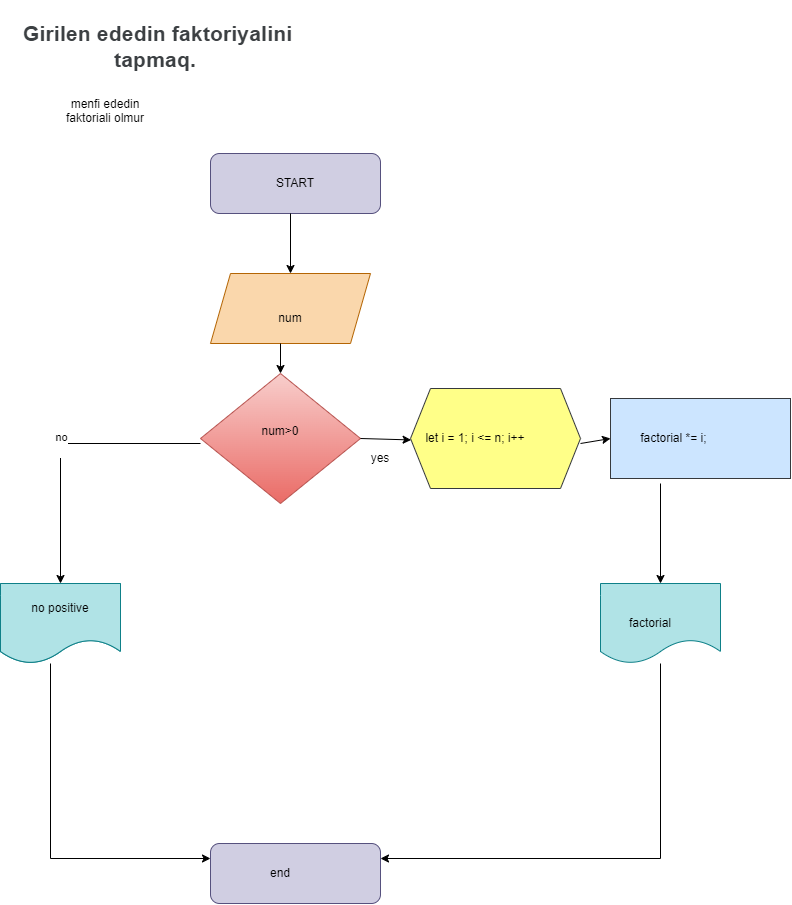 Girilen ededin faktoriyalini
tapmaq.
menfi ededin
faktoriali olmur
START
num
num>0
no
yes
let i = 1; i <= n; i++
factorial *= i;
no positive
factorial
end